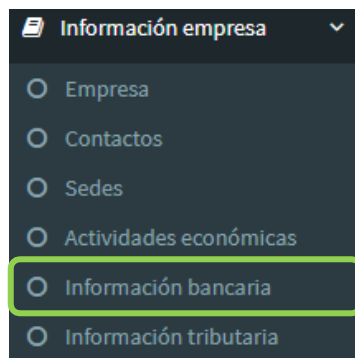 Información empresa
Empresa
Contactos
Sedes
Actividades económicas
Información bancaria
Información tributaria